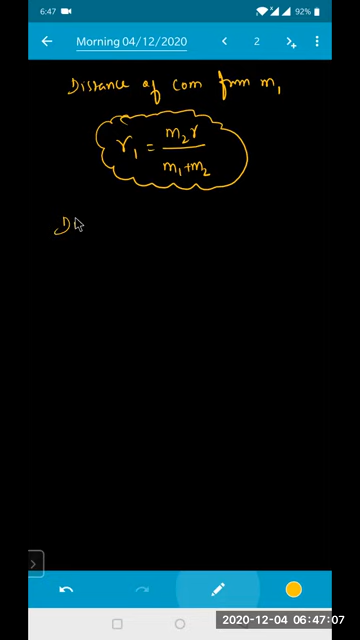 6:47
92%
Morning 04/12/2020
2
Distance of com from m₁
r₁ = m₂r / m₁+m₂
D
2020-12-04 06:47:07